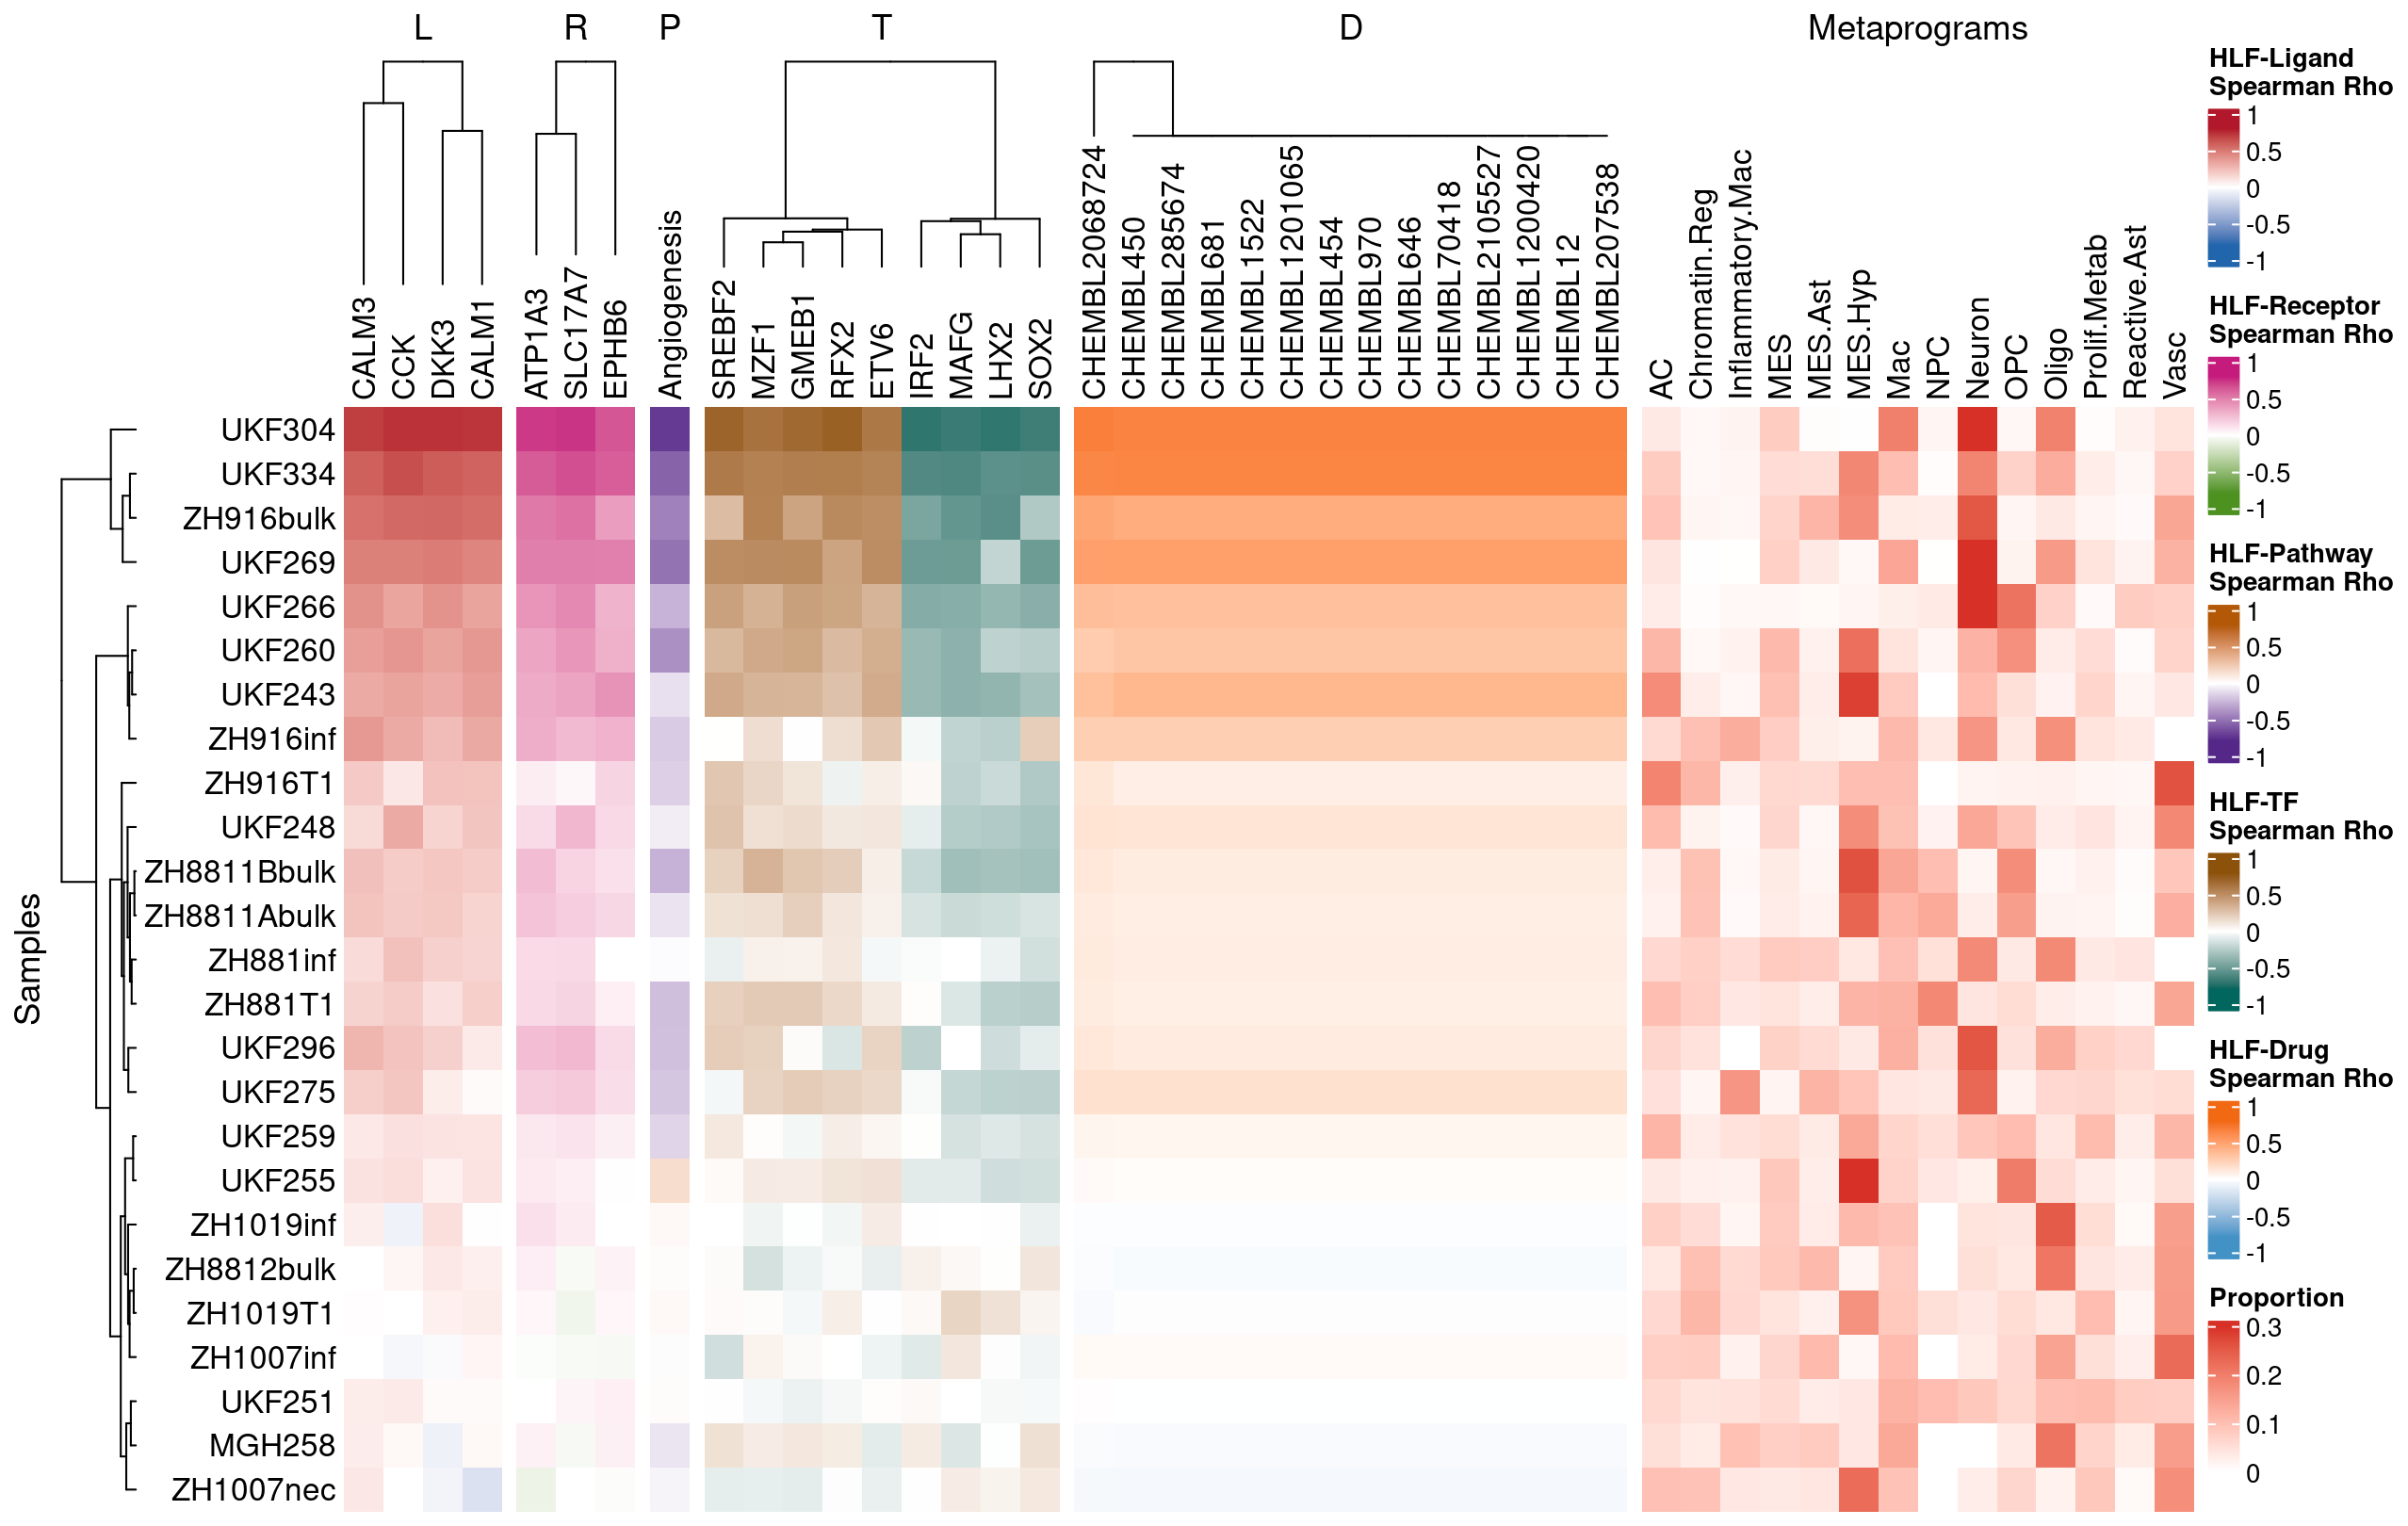 L R P T D Metaprograms
CALM3
CCK
DKK3
CALM1
ATP1A3
SLC17A7
EPHB6
Angiogenesis
SREBF2
MZF1
GMEB1
RFX2
ETV6
IRF2
MAFG
LHX2
SOX2
CHEMBL2068724
CHEMBL450
CHEMBL285674
CHEMBL681
CHEMBL1522
CHEMBL1201065
CHEMBL454
CHEMBL970
CHEMBL646
CHEMBL70418
CHEMBL2105527
CHEMBL1200420
CHEMBL12
CHEMBL207538
AC
Chromatin.Reg
Inflammatory.Mac
MES
MES.Ast
MES.Hyp
Mac
NPC
Neuron
OPC
Oligo
Prolif.Metab
Reactive.Ast
Vasc
Samples
UKF304
UKF334
ZH916bulk
UKF269
UKF266
UKF260
UKF243
ZH916inf
ZH916T1
UKF248
ZH8811Bbulk
ZH8811Abulk
ZH881inf
ZH881T1
UKF296
UKF275
UKF259
UKF255
ZH1019inf
ZH8812bulk
ZH1019T1
ZH1007inf
UKF251
MGH258
ZH1007nec
HLF-Ligand
Spearman Rho
1
0.5
0
-0.5
-1
HLF-Receptor
Spearman Rho
1
0.5
0
-0.5
-1
HLF-Pathway
Spearman Rho
1
0.5
0
-0.5
-1
HLF-TF
Spearman Rho
1
0.5
0
-0.5
-1
HLF-Drug
Spearman Rho
1
0.5
0
-0.5
-1
Proportion
0.3
0.2
0.1
0